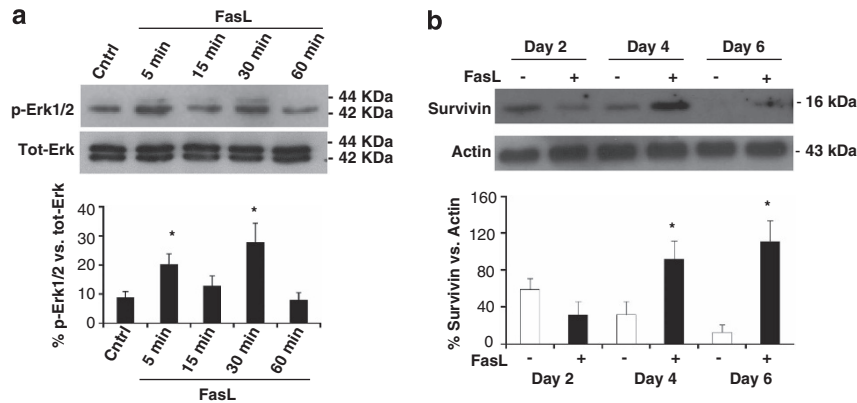 a
FasL
Cntrl 5 min 15 min 30 min 60 min
p-Erk1/2
- 44 KDa
- 42 KDa
Tot-Erk
- 44 KDa
- 42 KDa
% p-Erk1/2 vs. tot-Erk
40
30
20
10
0
* *
Cntrl 5 min 15 min 30 min 60 min
FasL
b
Day 2 Day 4 Day 6
FasL - + - + - +
Survivin - 16 kDa
Actin - 43 kDa
% Survivin vs. Actin
160
120
80
40
0
* *
FasL - + - + - +
Day 2 Day 4 Day 6